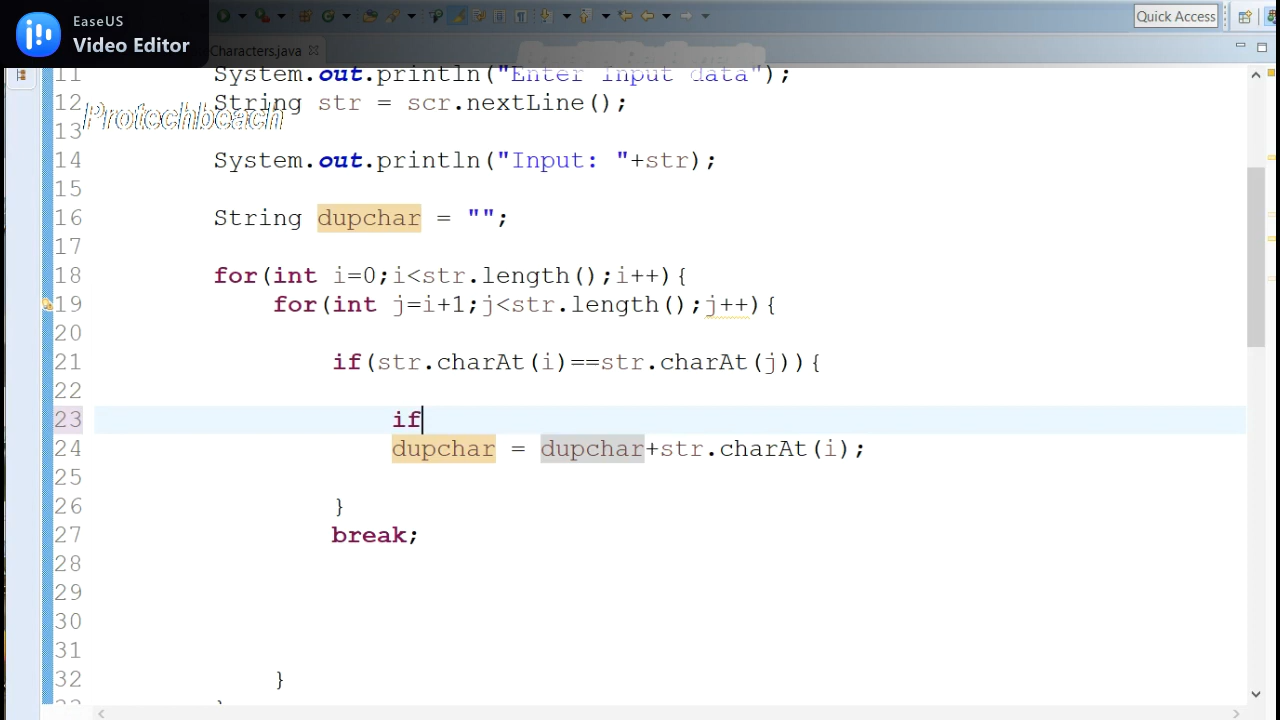 EaseUS
Video Editor
Quick Access
Characters.java
11 System.out.println("Enter Input data");
12 String str = scr.nextLine();
Protechbeach
13
14 System.out.println("Input: "+str);
15
16 String dupchar = "";
17
18 for(int i=0;i<str.length();i++){
19 for(int j=i+1;j<str.length();j++){
20
21 if(str.charAt(i)==str.charAt(j)){
22
23 if
24 dupchar = dupchar+str.charAt(i);
25
26 }
27 break;
28
29
30
31
32 }